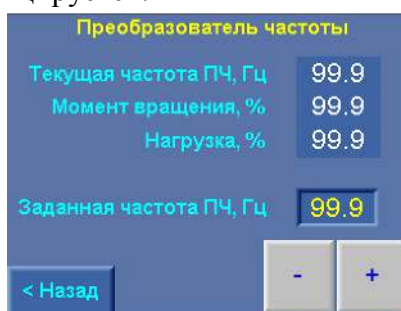 Преобразователь частоты
Текущая частота ПЧ, Гц 99.9
Момент вращения, % 99.9
Нагрузка, % 99.9
Заданная частота ПЧ, Гц 99.9
- +
< Назад